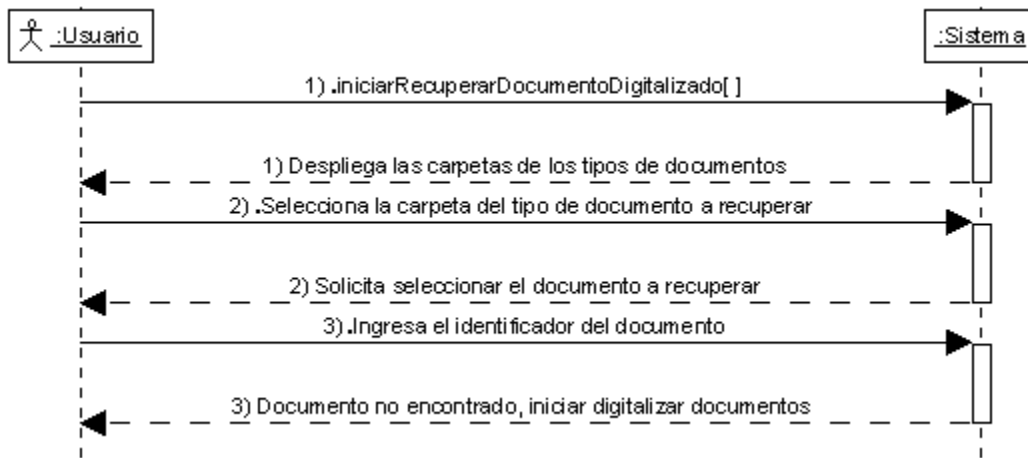 :Usuario
:Sistema
1) .iniciarRecuperarDocumentoDigitalizado[ ]
1) Despliega las carpetas de los tipos de documentos
2) .Selecciona la carpeta del tipo de documento a recuperar
2) Solicita seleccionar el documento a recuperar
3) .Ingresa el identificador del documento
3) Documento no encontrado, iniciar digitalizar documentos